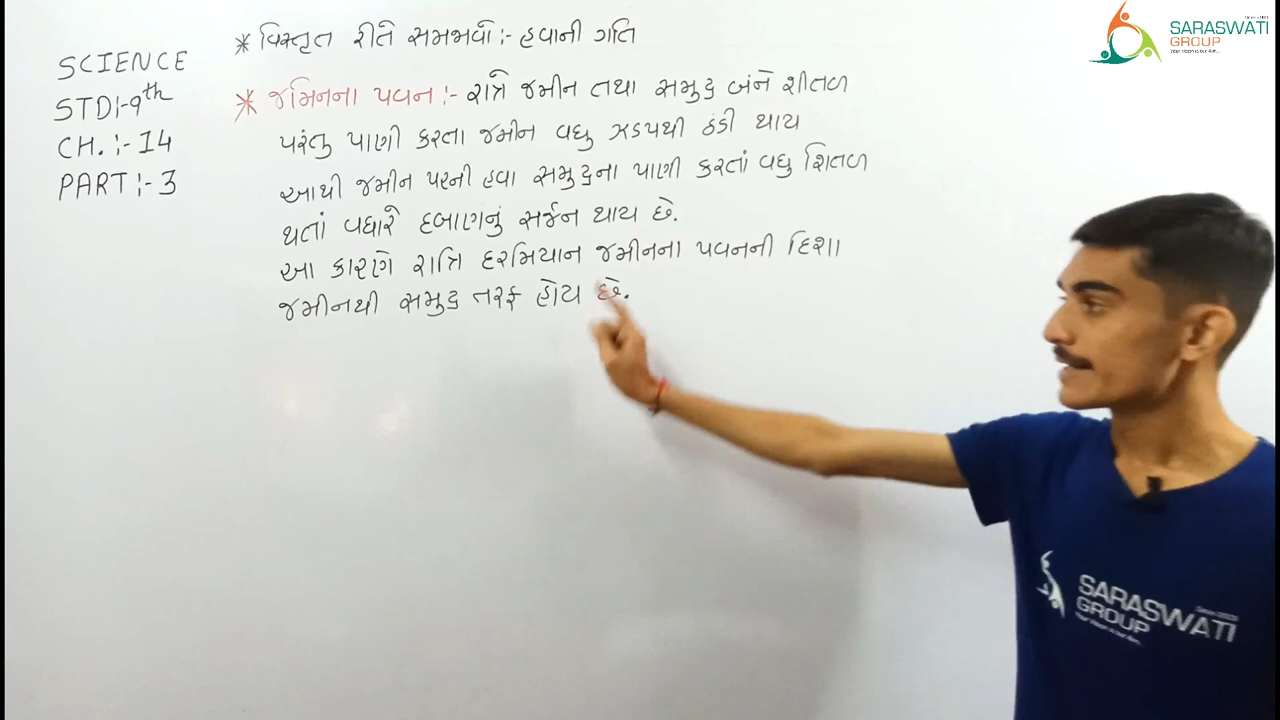 SCIENCE
STD:-9th
CH.:-14
PART:-3
* વિસ્તૃત રીતે સમજાવો:- હવાની ગતિ
* જમિનના પવન:- રાત્રે જમીન તથા સમુદ્ર બંને શીતળ
પરંતુ પાણી કરતા જમીન વધુ ઝડપથી ઠંડી થાય
આથી જમીન પરની હવા સમુદ્રના પાણી કરતાં વધુ શિતળ
થતાં વધારે દબાણનું સર્જન થાય છે.
આ કારણે રાત્રિ દરમિયાન જમીનના પવનની દિશા
જમીનથી સમુદ્ર તરફ હોય છે.
SARASWATI
GROUP
SARASWATI
GROUP